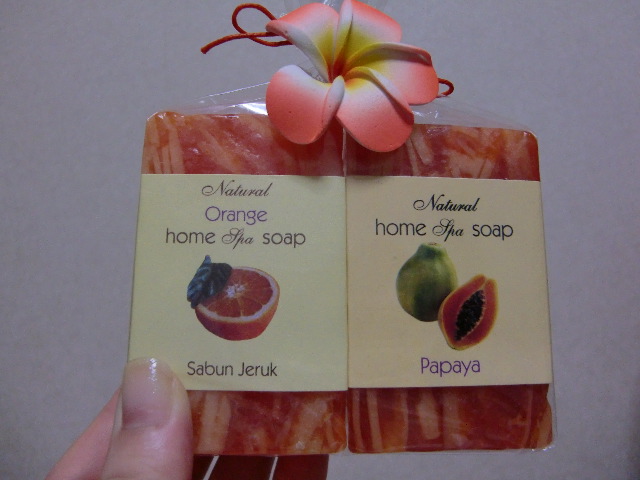 Natural
Orange
home Spa soap
Sabun Jeruk
Natural
home Spa soap
Papaya